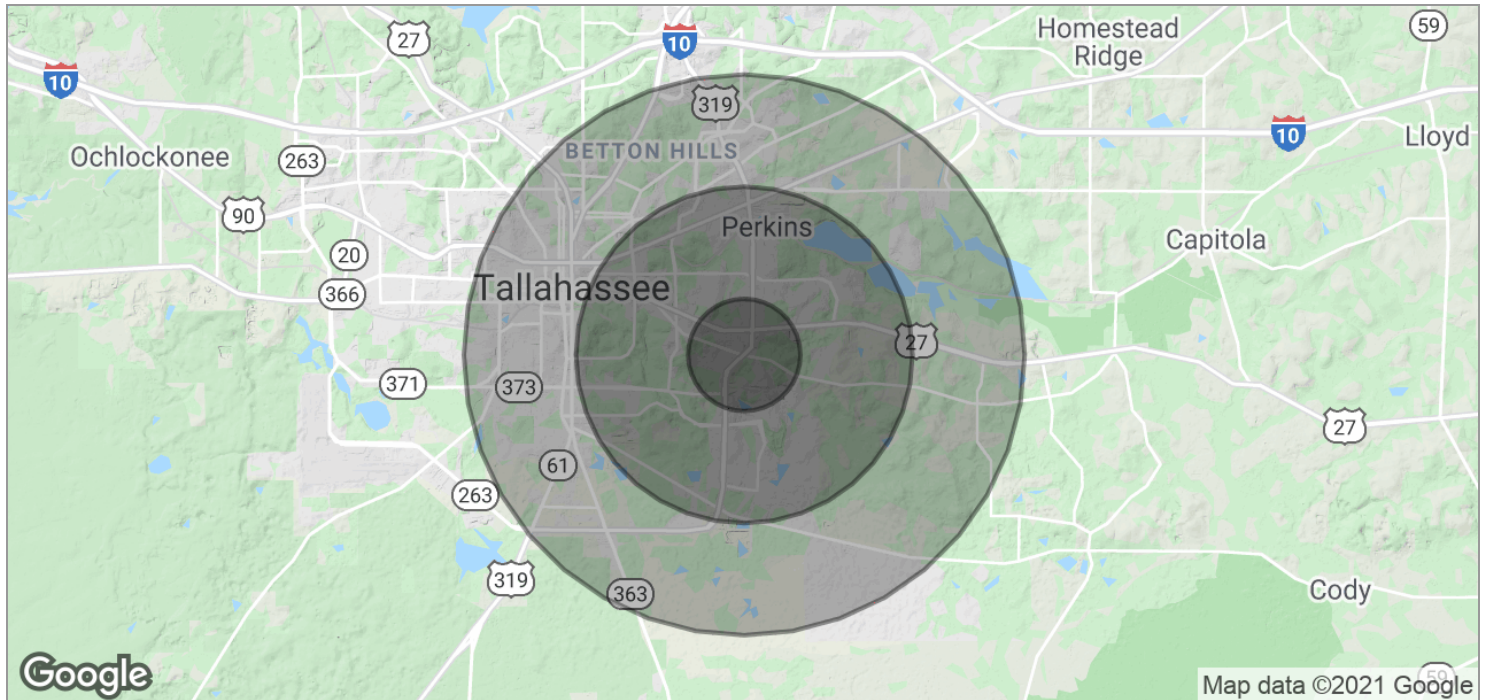 27
10
59
Homestead
Ridge
10
319
10
Lloyd
BETTON HILLS
Ochlockonee
263
90
Perkins
Capitola
20
366
Tallahassee
27
371
373
27
61
263
319
363
Cody
59
Google
Map data ©2021 Google